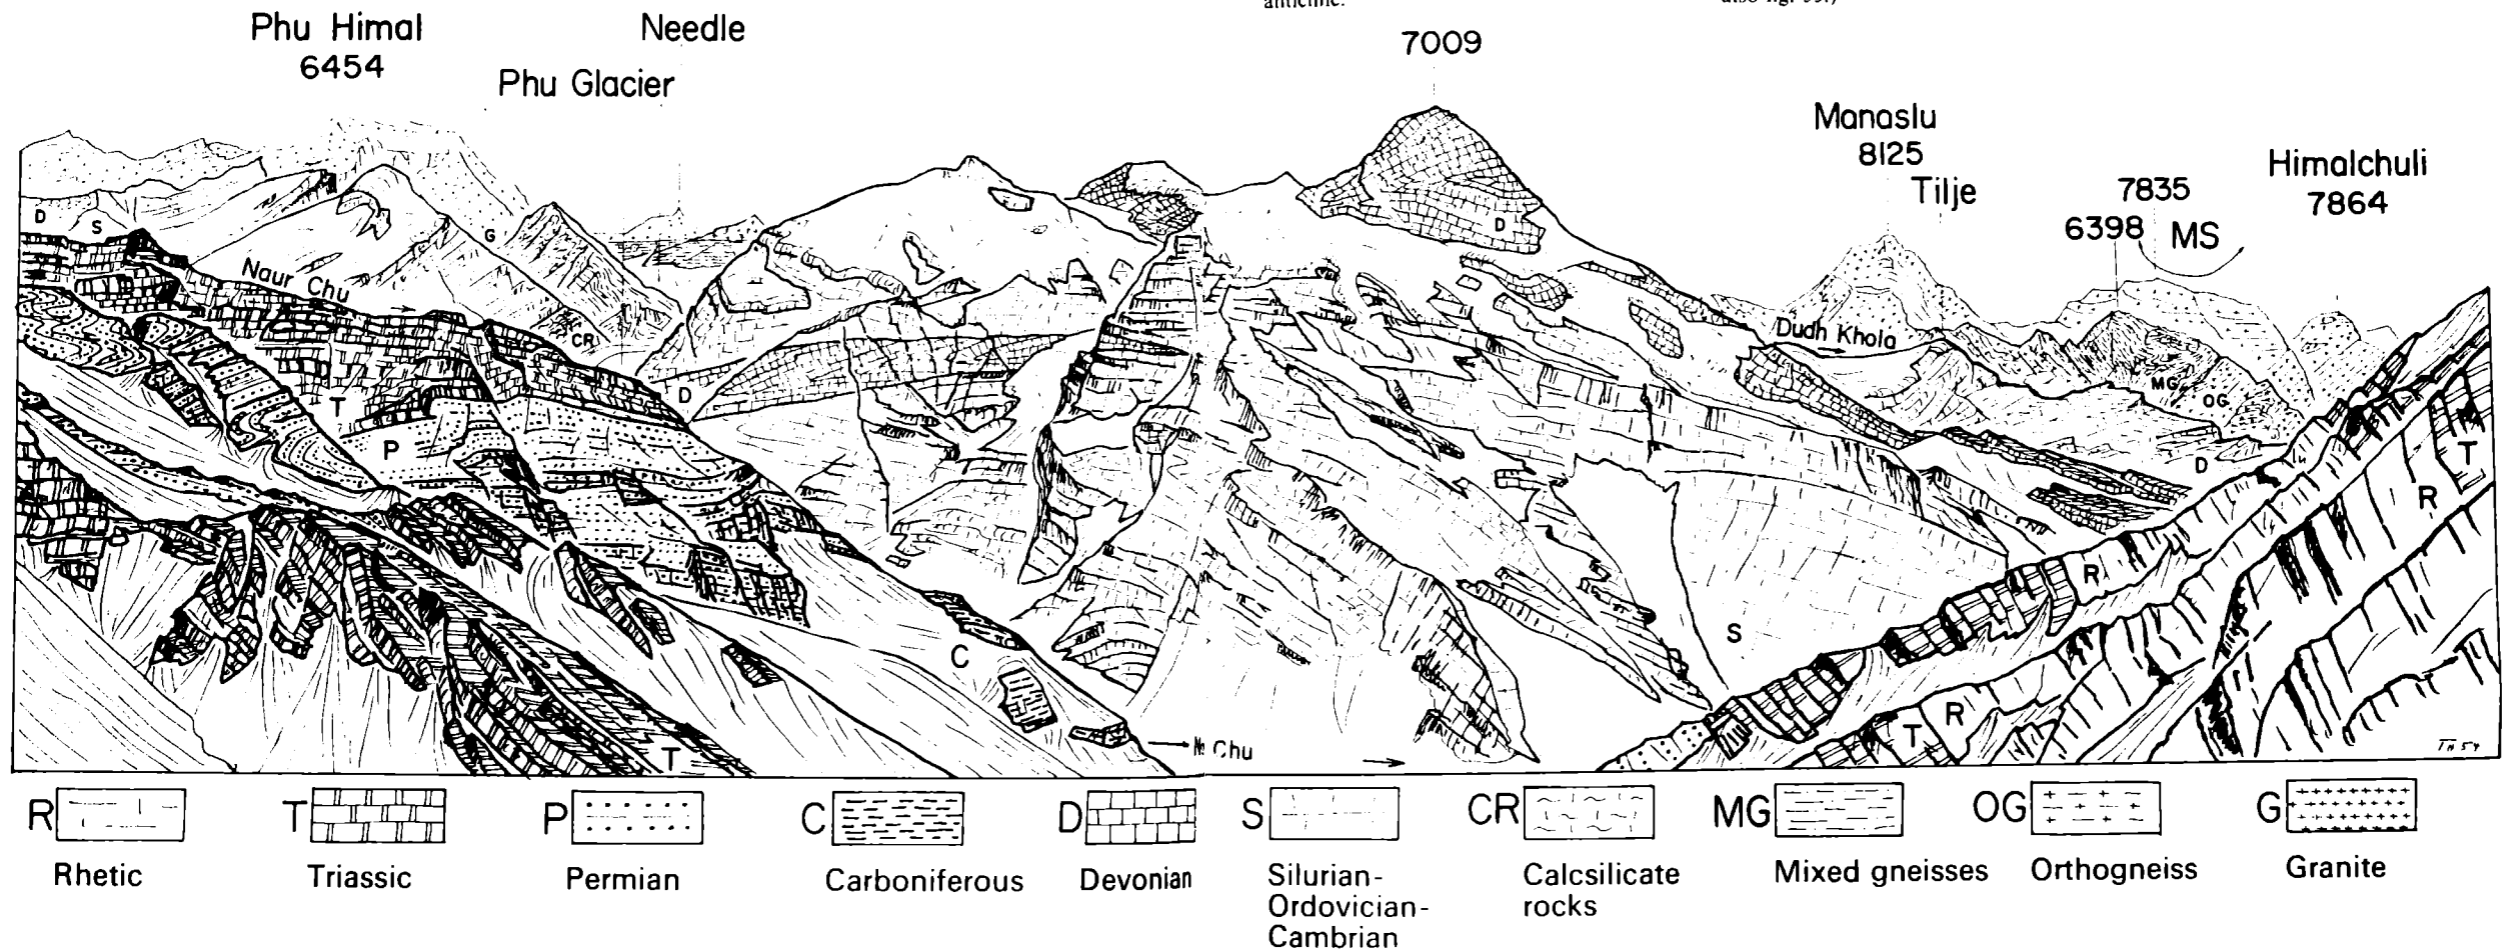 anticline.
Phu Himal
6454
Needle
Phu Glacier
7009
Manaslu
8125
Tilje
7835
6398
MS
Himalchuli
7864
D
S
G
Naur Chu
CR
T
P
D
D
Dudh Khola
MG
OG
D
T
R
R
S
C
Chu
T
T
R
R
T
P
C
D
S
CR
MG
OG
G
Rhetic
Triassic
Permian
Carboniferous
Devonian
Silurian-
Ordovician-
Cambrian
Calcsilicate
rocks
Mixed gneisses
Orthogneiss
Granite